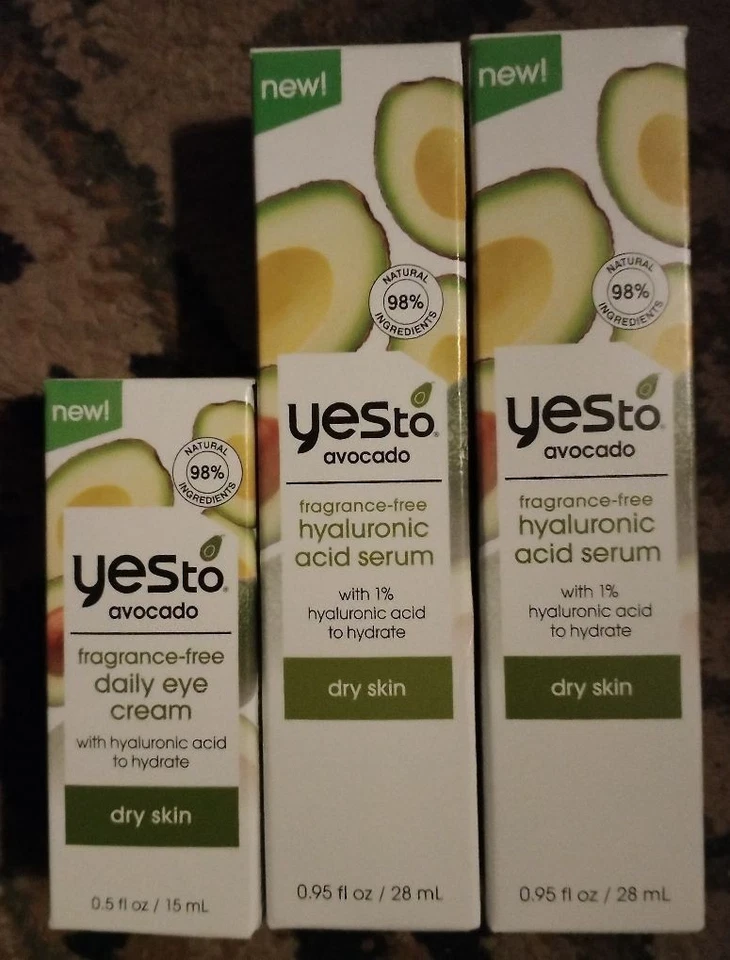 new!
NATURAL
98%
INGREDIENTS
yesto
avocado
fragrance-free
daily eye
cream
with hyaluronic acid
to hydrate
dry skin
0.5 fl oz / 15 mL
new!
NATURAL
98%
INGREDIENTS
yesto®
avocado
fragrance-free
hyaluronic
acid serum
with 1%
hyaluronic acid
to hydrate
dry skin
0.95 fl oz / 28 mL
new!
NATURAL
98%
INGREDIENTS
yesto
avocado
fragrance-free
hyaluronic
acid serum
with 1%
hyaluronic acid
to hydrate
dry skin
0.95 fl oz / 28 mL